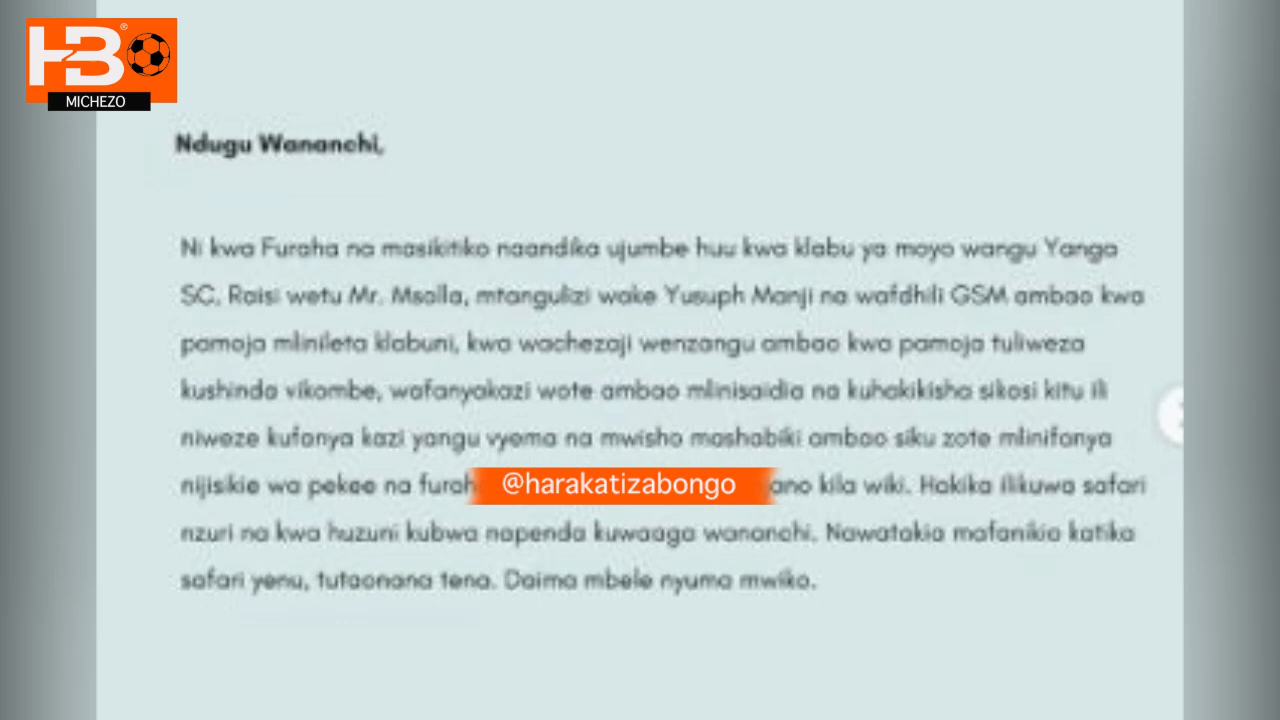 HB
MICHEZO
Ndugu Wananchi,
Ni kwa Furaha na masikitiko naandika ujumbe huu kwa klabu ya moyo wangu Yanga
SC, Raisi wetu Mr. Msolla, mtangulizi wake Yusuph Manji na wafdhili GSM ambao kwa
pamoja mlinileta klabuni, kwa wachezaji wenzangu ambao kwa pamoja tuliweza
kushinda vikombe, wafanyakazi wote ambao mlinisaidia na kuhakikisha sikosi kitu ili
niweze kufanya kazi yangu vyema na mwisho mashabiki ambao siku zote mlinifanya
nijisikie wa pekee na furah @harakatizabongo ano kila wiki. Hakika ilikuwa safari
nzuri na kwa huzuni kubwa napenda kuwaaga wananchi. Nawatakia mafanikio katika
safari yenu, tutaonana tena. Daima mbele nyuma mwiko.